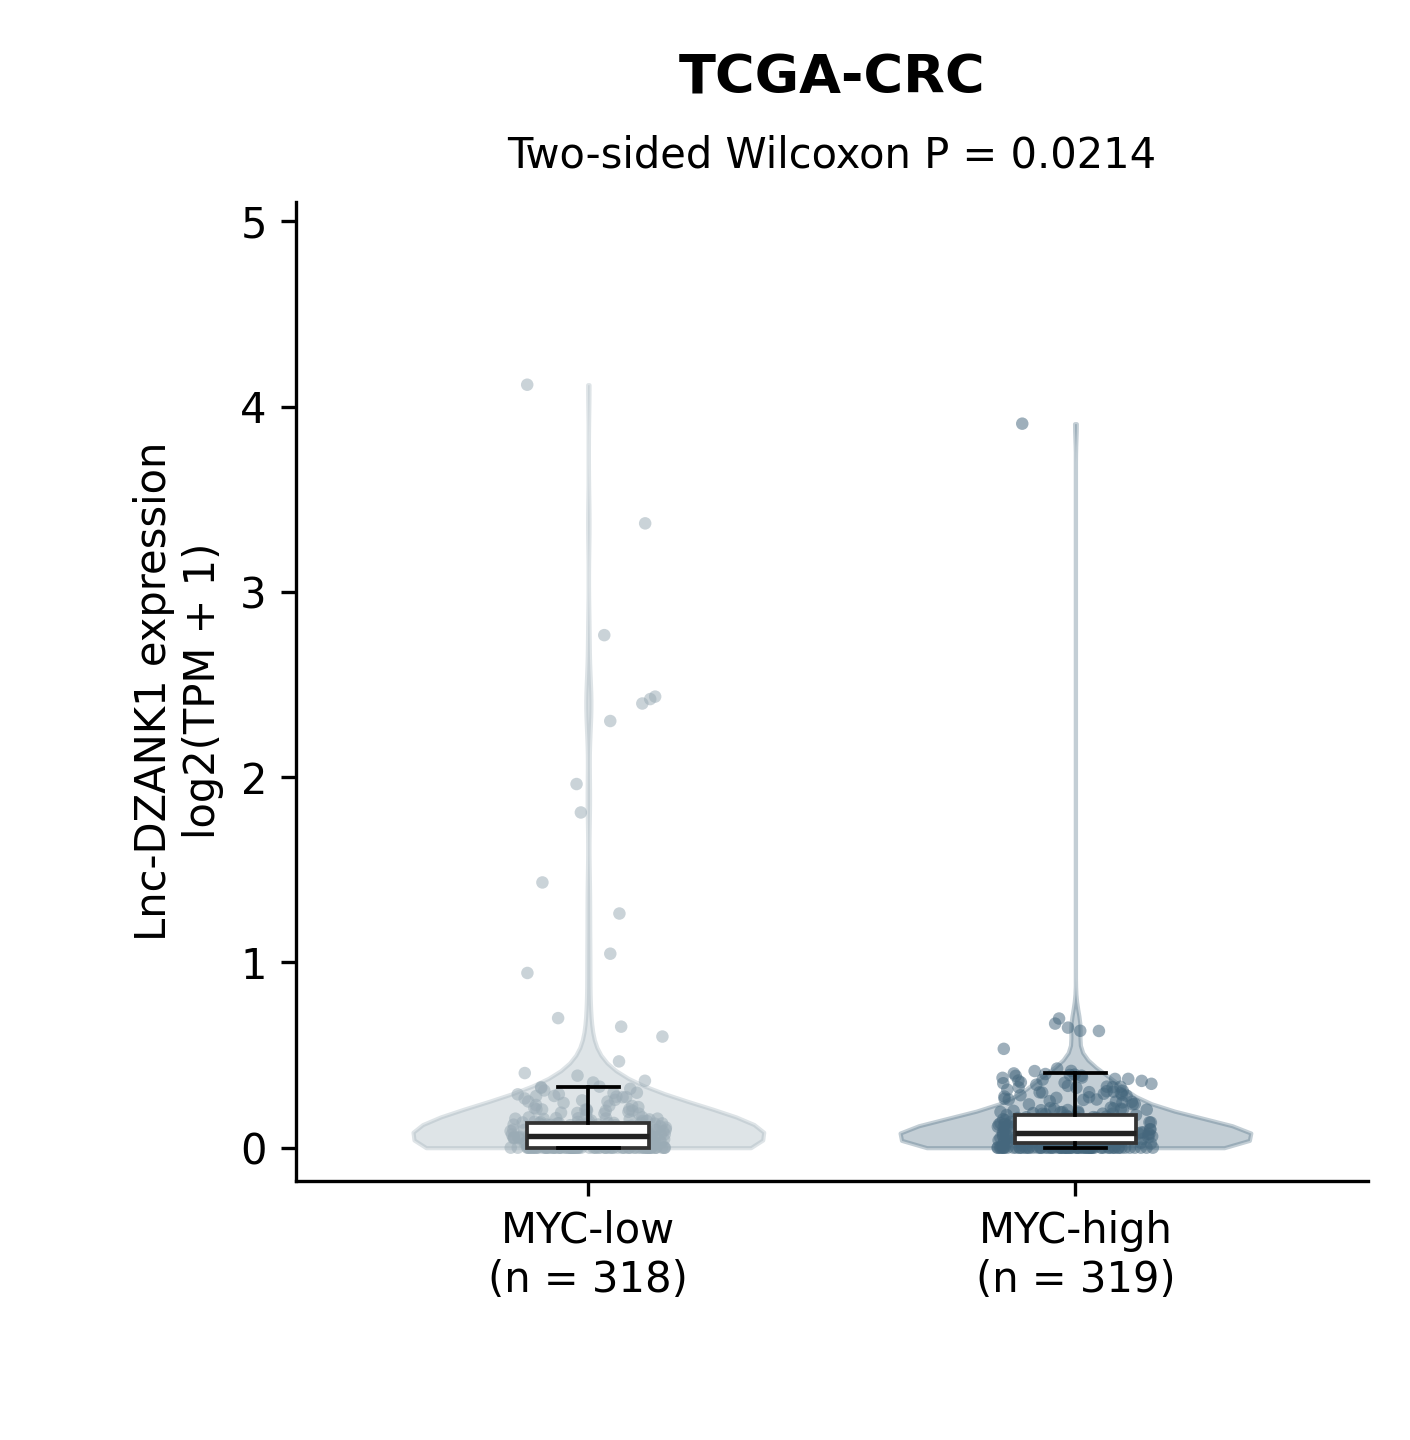 TCGA-CRC
Two-sided Wilcoxon P = 0.0214
Lnc-DZANK1 expression
log2(TPM + 1)
5
4
3
2
1
0
MYC-low
(n = 318)
MYC-high
(n = 319)